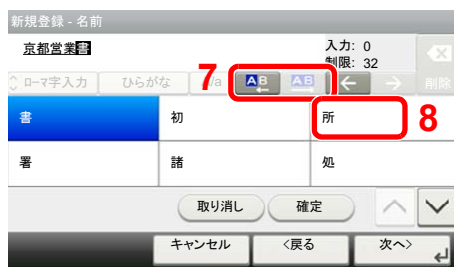 新規登録 - 名前
京都営業書
入力: 0
制限: 32
ローマ字入力 ひらがな A/a AB AB ← → 削除
7
書 初 所
8
署 諸 処
取り消し 確定
キャンセル <戻る 次へ>